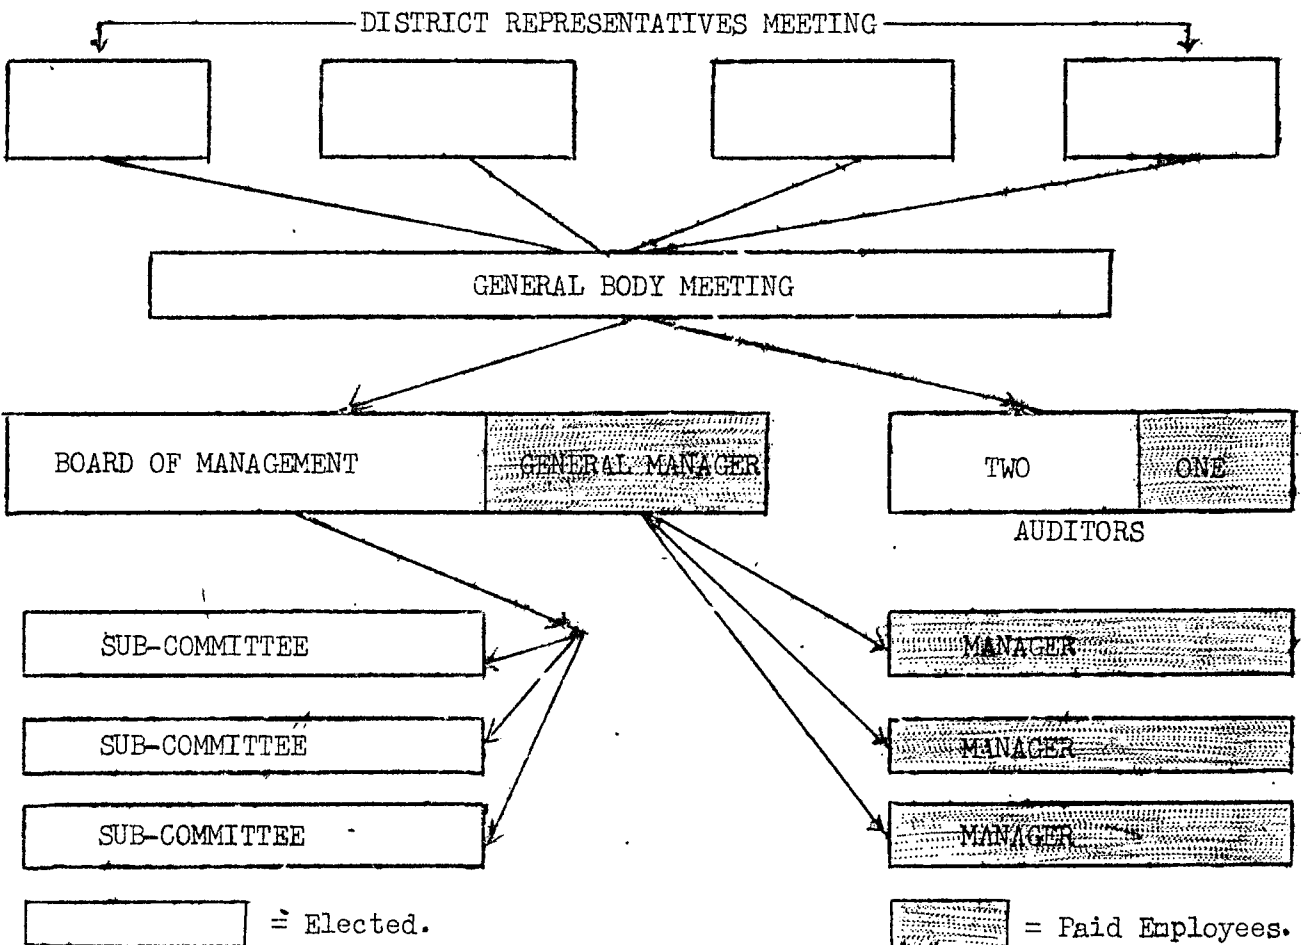 DISTRICT REPRESENTATIVES MEETING
GENERAL BODY MEETING
BOARD OF MANAGEMENT
GENERAL MANAGER
TWO
ONE
AUDITORS
SUB-COMMITTEE
MANAGER
SUB-COMMITTEE
MANAGER
SUB-COMMITTEE
MANAGER
= Elected.
= Paid Employees.